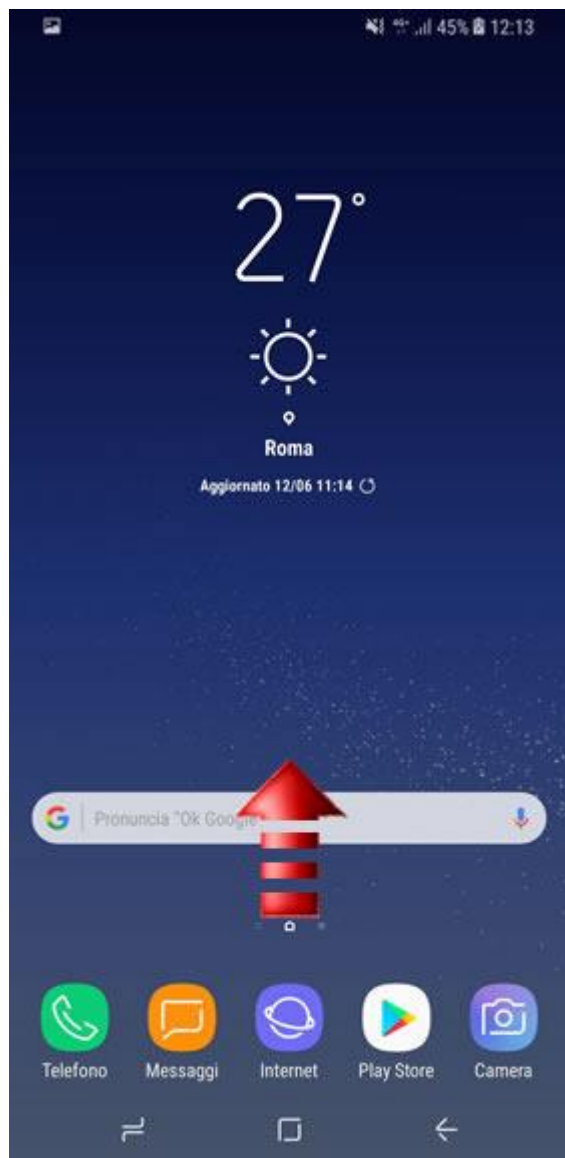 45% 12:13
27°
Roma
Aggiornato 12/06 11:14
Pronuncia "Ok Google
Telefono Messaggi Internet Play Store Camera